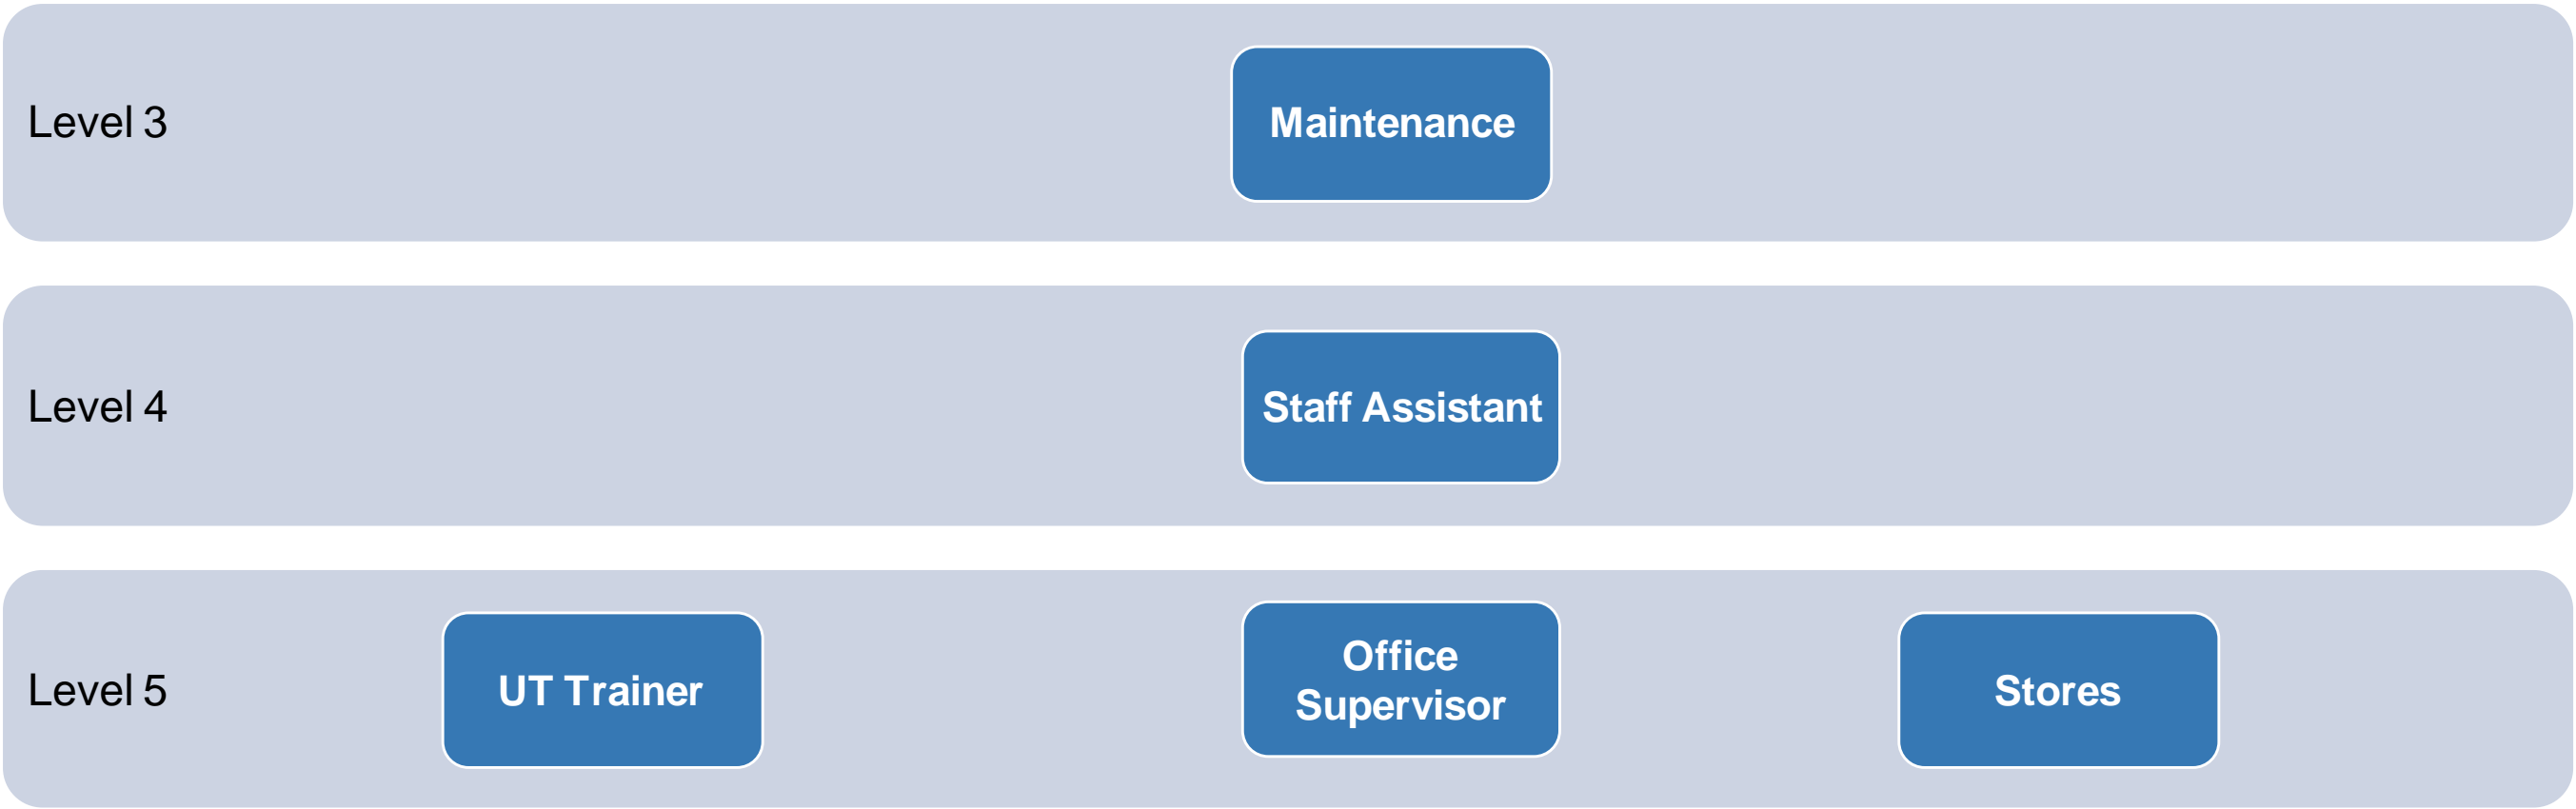 Level 3
Maintenance
Level 4
Staff Assistant
Level 5
UT Trainer
Office
Supervisor
Stores